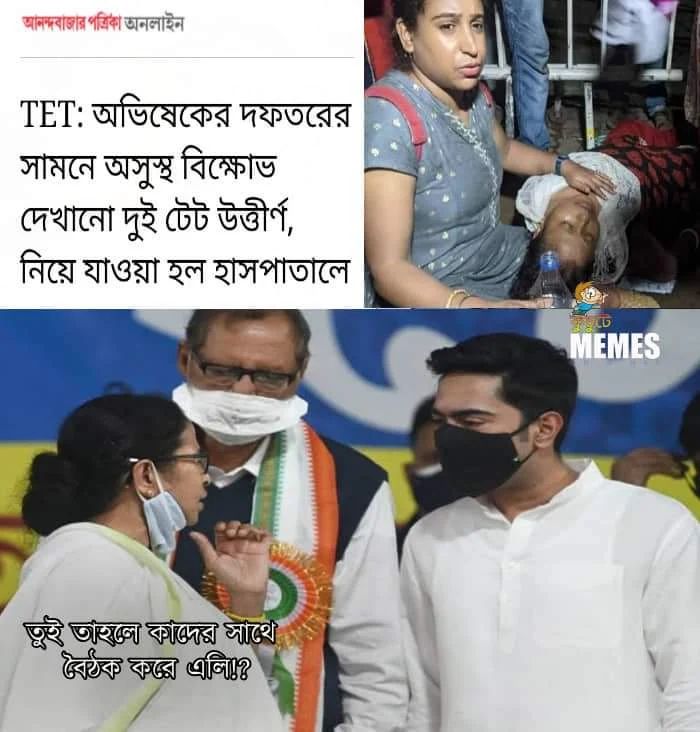 আনন্দবাজার পত্রিকা অনলাইন
TET: অভিষেকের দফতরের
সামনে অসুস্থ বিক্ষোভ
দেখানো দুই টেট উত্তীর্ণ,
নিয়ে যাওয়া হল হাসপাতালে
MEMES
তুই তাহলে কাদের সাথে
বৈঠক করে এলি!?